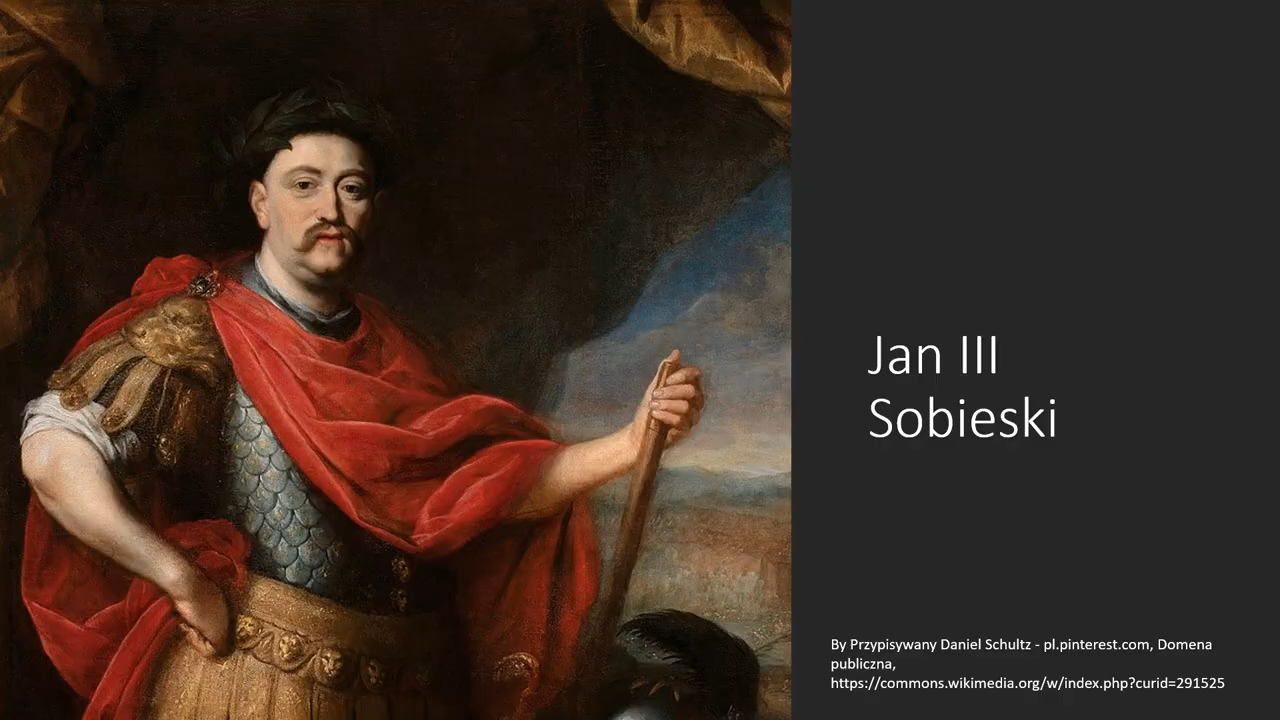 Jan III
Sobieski
By Przypisywany Daniel Schultz - pl.pinterest.com, Domena
publiczna,
https://commons.wikimedia.org/w/index.php?curid=291525